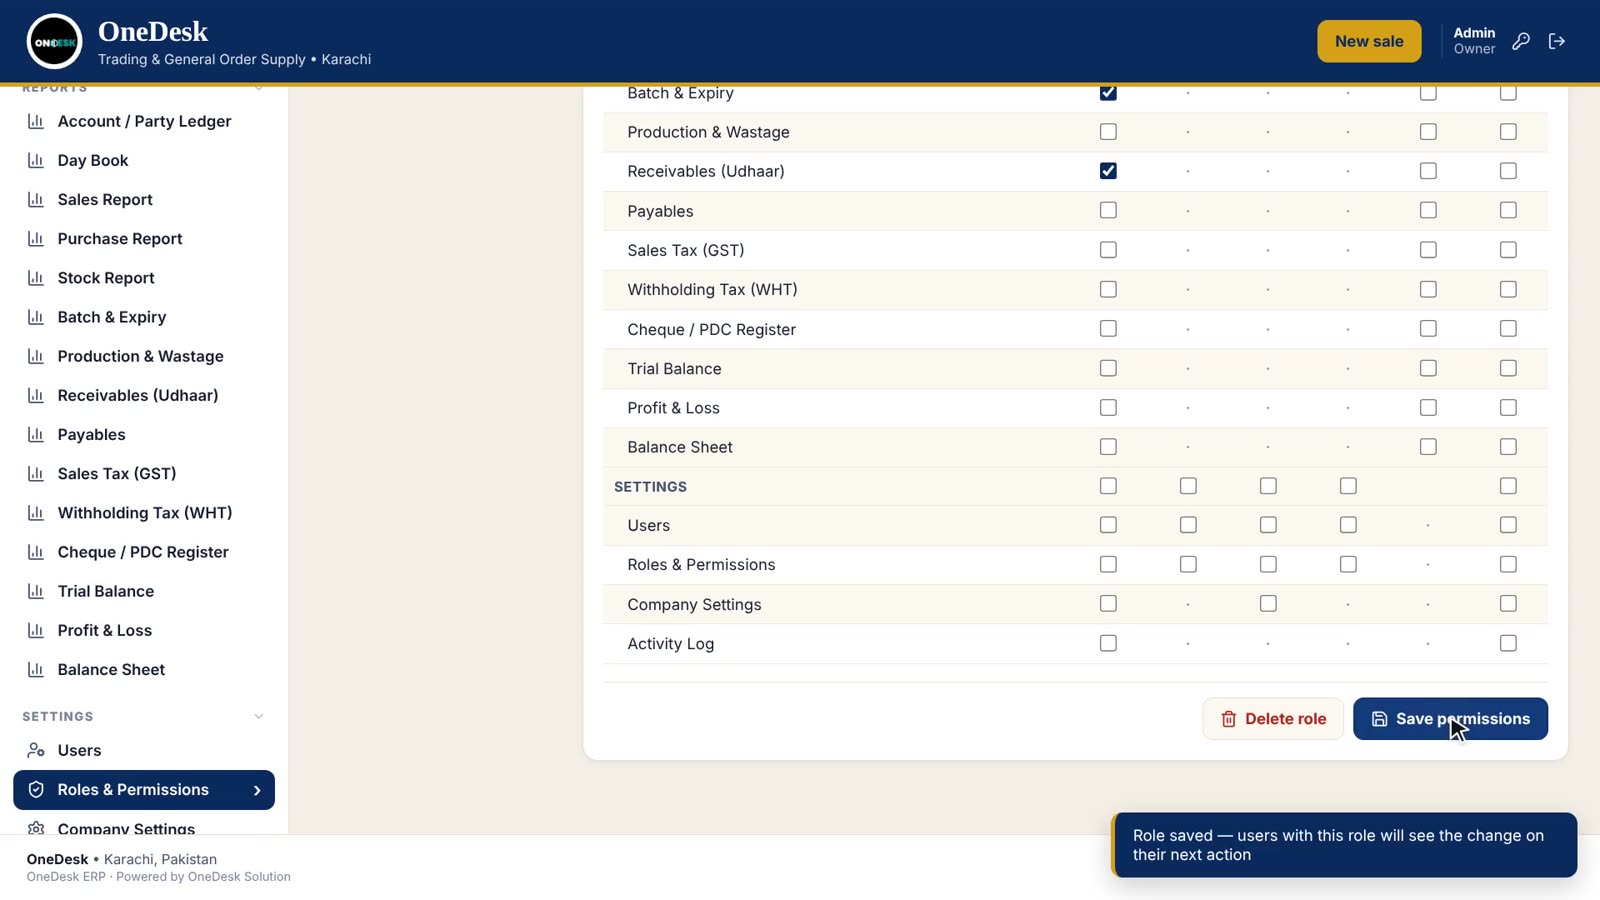 ONDESK
OneDesk
Trading & General Order Supply • Karachi
New sale
Admin
Owner
REPORTS
Account / Party Ledger
Day Book
Sales Report
Purchase Report
Stock Report
Batch & Expiry
Production & Wastage
Receivables (Udhaar)
Payables
Sales Tax (GST)
Withholding Tax (WHT)
Cheque / PDC Register
Trial Balance
Profit & Loss
Balance Sheet
SETTINGS
Users
Roles & Permissions
Company Settings
Batch & Expiry
Production & Wastage
Receivables (Udhaar)
Payables
Sales Tax (GST)
Withholding Tax (WHT)
Cheque / PDC Register
Trial Balance
Profit & Loss
Balance Sheet
SETTINGS
Users
Roles & Permissions
Company Settings
Activity Log
Delete role
Save permissions
Role saved — users with this role will see the change on
their next action
OneDesk • Karachi, Pakistan
OneDesk ERP · Powered by OneDesk Solution